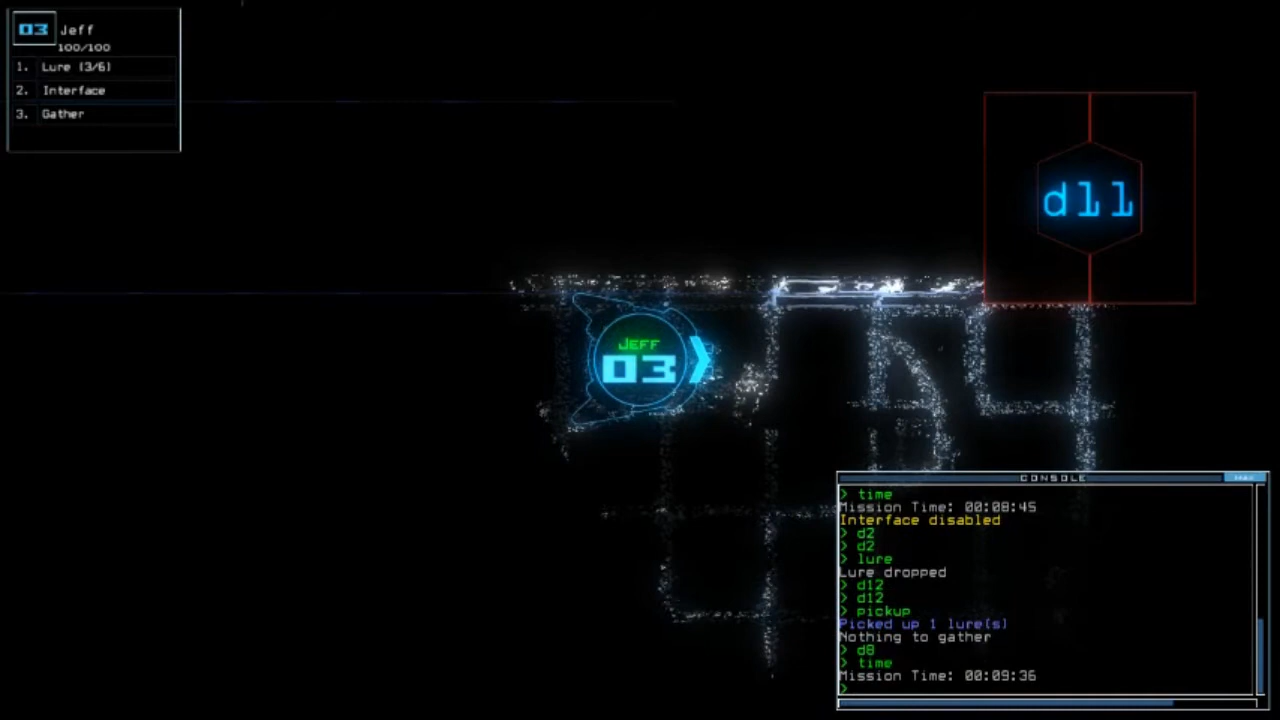 03 Jeff
100/100
1. Lure (3/6)
2. Interface
3. Gather
d11
Jeff
03
CONSOLE
> time
Mission Time: 00:08:45
Interface disabled
> d2
> d2
> lure
Lure dropped
> d12
> d12
> pickup
Picked up 1 lure(s)
Nothing to gather
> d8
> time
Mission Time: 00:09:36
>